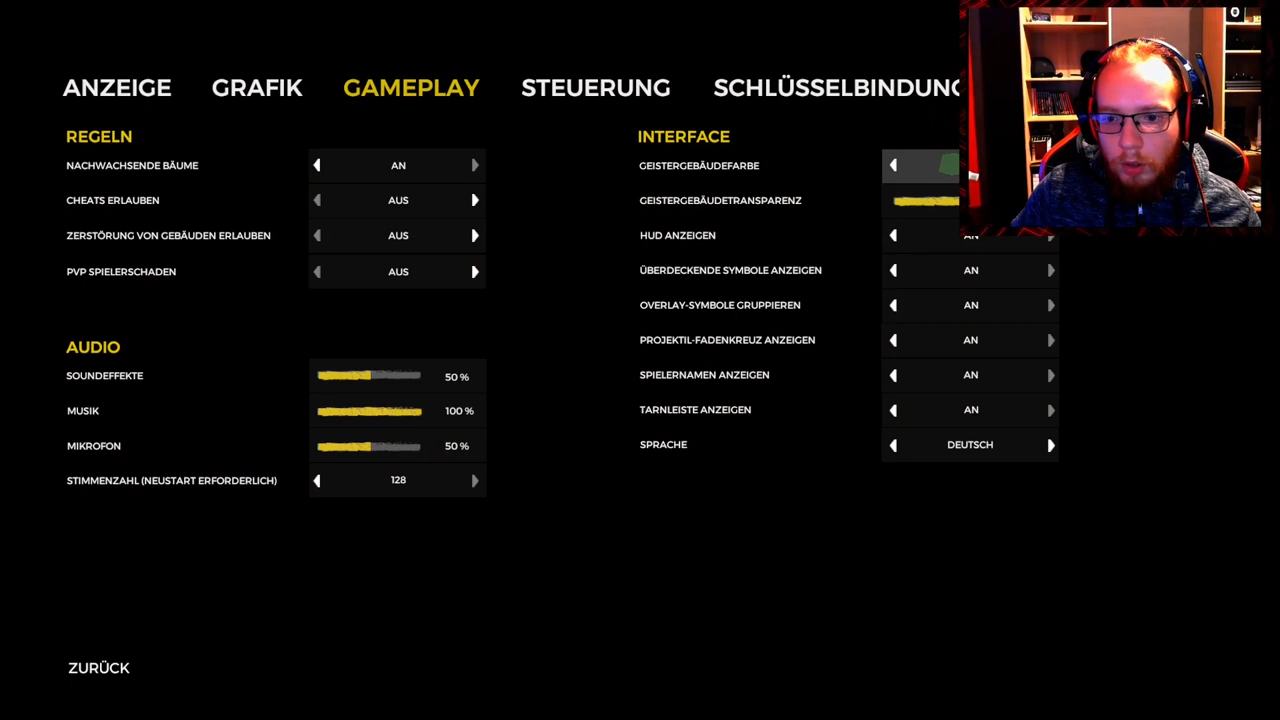 ANZEIGE GRAFIK GAMEPLAY STEUERUNG SCHLÜSSELBINDUNG
REGELN
NACHWACHSENDE BÄUME AN
CHEATS ERLAUBEN AUS
ZERSTÖRUNG VON GEBÄUDEN ERLAUBEN AUS
PVP SPIELERSCHADEN AUS
AUDIO
SOUNDEFFEKTE 50 %
MUSIK 100 %
MIKROFON 50 %
STIMMENZAHL (NEUSTART ERFORDERLICH) 128
INTERFACE
GEISTERGEBÄUDEFARBE
GEISTERGEBÄUDETRANSPARENZ
HUD ANZEIGEN AN
ÜBERDECKENDE SYMBOLE ANZEIGEN AN
OVERLAY-SYMBOLE GRUPPIEREN AN
PROJEKTIL-FADENKREUZ ANZEIGEN AN
SPIELERNAMEN ANZEIGEN AN
TARNLEISTE ANZEIGEN AN
SPRACHE DEUTSCH
ZURÜCK